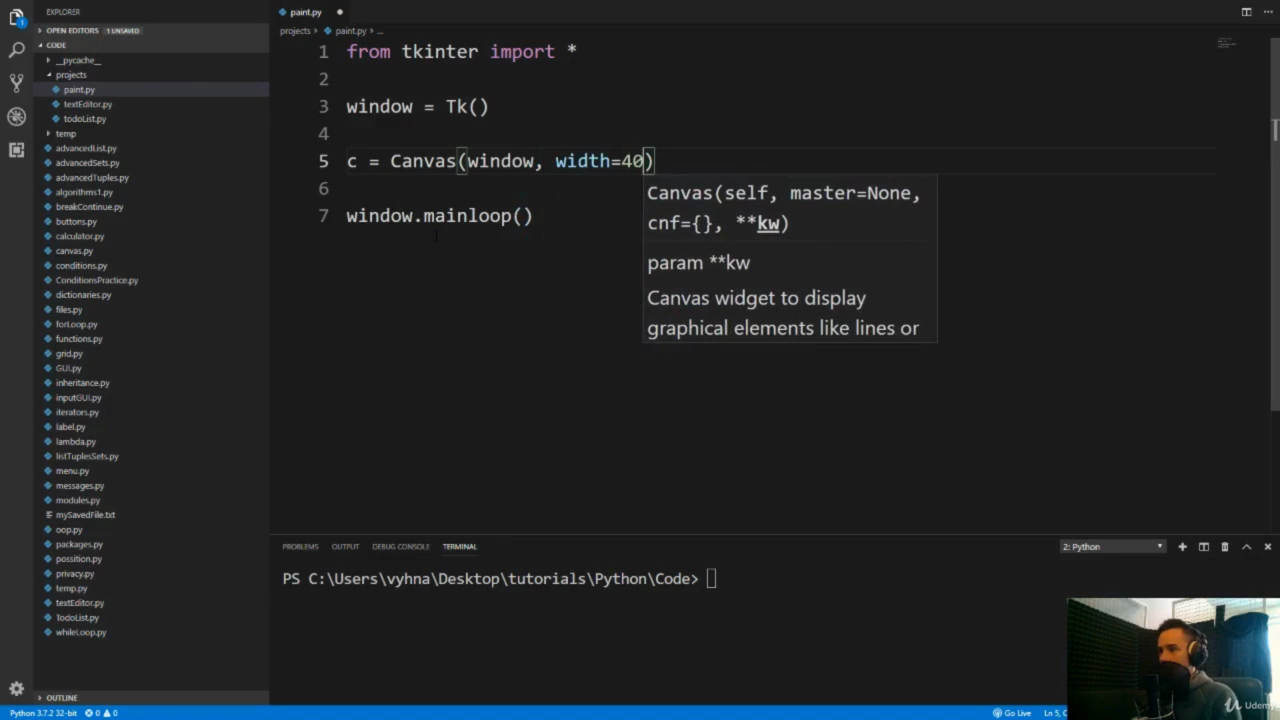 EXPLORER
OPEN EDITORS 1 UNSAVED
CODE
__pycache__
projects
paint.py
textEditor.py
todoList.py
temp
advancedList.py
advancedSets.py
advancedTuples.py
algorithms1.py
breakContinue.py
buttons.py
calculator.py
canvas.py
conditions.py
ConditionsPractice.py
dictionaries.py
files.py
forLoop.py
functions.py
grid.py
GUI.py
inheritance.py
inputGUI.py
iterators.py
label.py
lambda.py
listTuplesSets.py
menu.py
messages.py
modules.py
mySavedFile.txt
oop.py
packages.py
possition.py
privacy.py
temp.py
textEditor.py
TodoList.py
whileLoop.py
OUTLINE
paint.py
projects › paint.py › ...
1 from tkinter import *
2
3 window = Tk()
4
5 c = Canvas(window, width=40)
6
7 window.mainloop()
Canvas(self, master=None,
cnf={}, **kw)
param **kw
Canvas widget to display
graphical elements like lines or
PROBLEMS OUTPUT DEBUG CONSOLE TERMINAL 2: Python
PS C:\Users\vyhna\Desktop\tutorials\Python\Code>
Python 3.7.2 32-bit 0 0 Go Live Ln 5,
Udemy